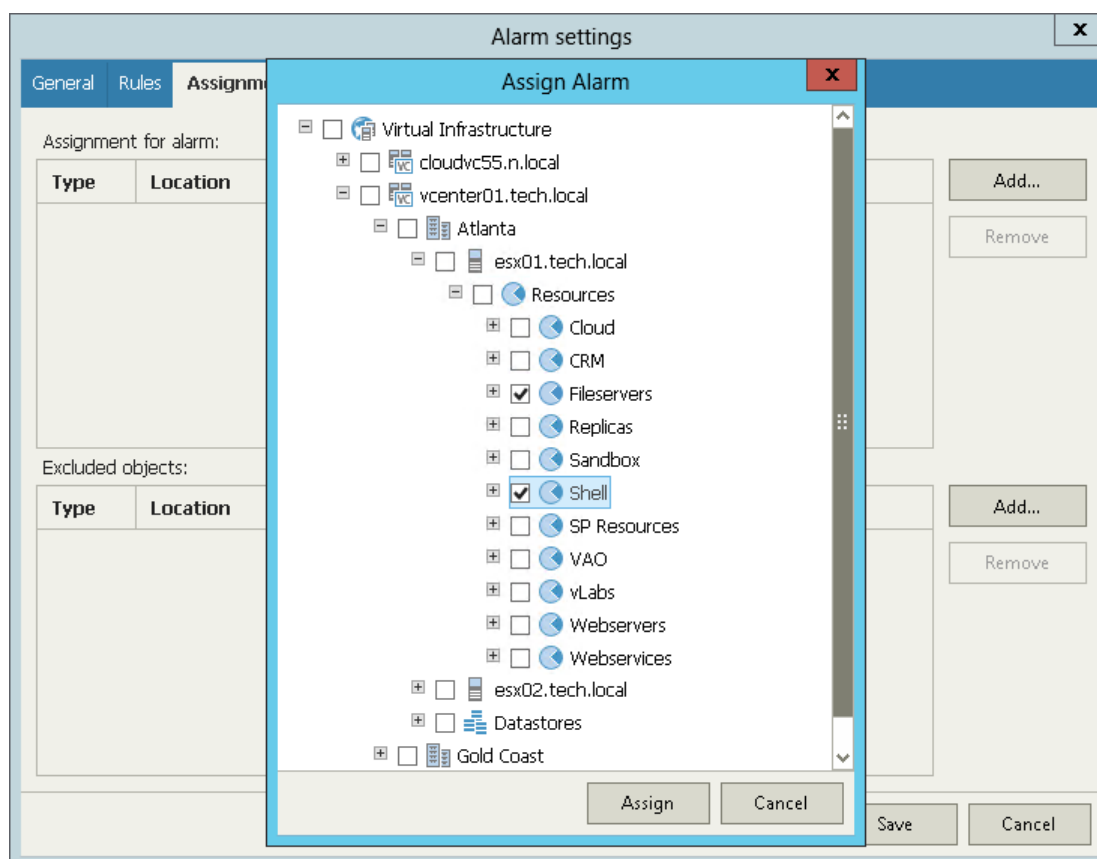 Alarm settings
x
General Rules Assignm
Assign Alarm
x
Assignment for alarm:
Type Location
Add...
Remove
Excluded objects:
Type Location
Add...
Remove
Virtual Infrastructure
cloudvc55.n.local
VC
vcenter01.tech.local
VC
Atlanta
esx01.tech.local
Resources
Cloud
CRM
Fileservers
Replicas
Sandbox
Shell
SP Resources
VAO
vLabs
Webservers
Webservices
esx02.tech.local
Datastores
Gold Coast
Assign Cancel
Save Cancel